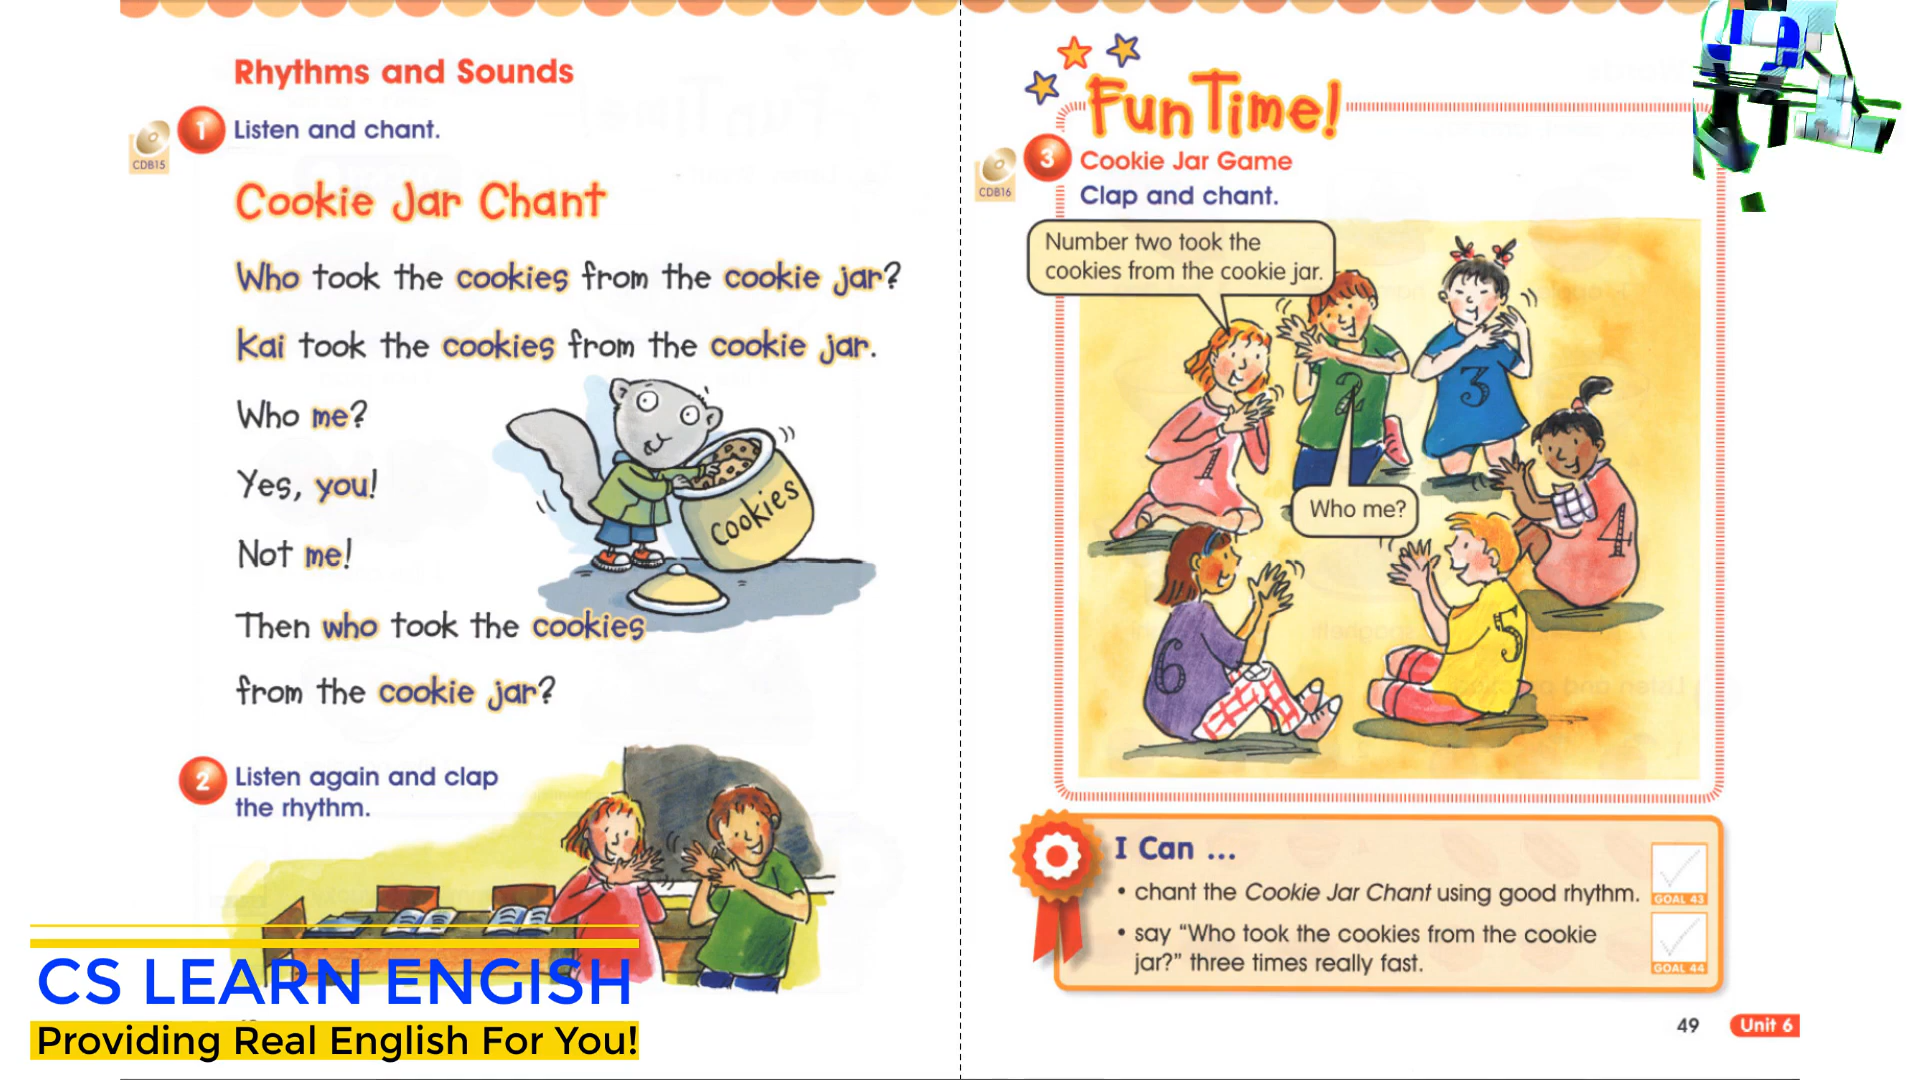 Rhythms and Sounds
1 Listen and chant.
CDB15
Cookie Jar Chant
Who took the cookies from the cookie jar?
Kai took the cookies from the cookie jar.
Who me?
Yes, you!
Not me!
Then who took the cookies
from the cookie jar?
Cookies
2 Listen again and clap
the rhythm.
CS LEARN ENGISH
Providing Real English For You!
Fun Time!
3 Cookie Jar Game
CDB16
Clap and chant.
Number two took the
cookies from the cookie jar.
Who me?
1
2
3
4
5
6
I Can ...
• chant the Cookie Jar Chant using good rhythm.
GOAL 43
• say “Who took the cookies from the cookie
jar?” three times really fast.
GOAL 44
49 Unit 6